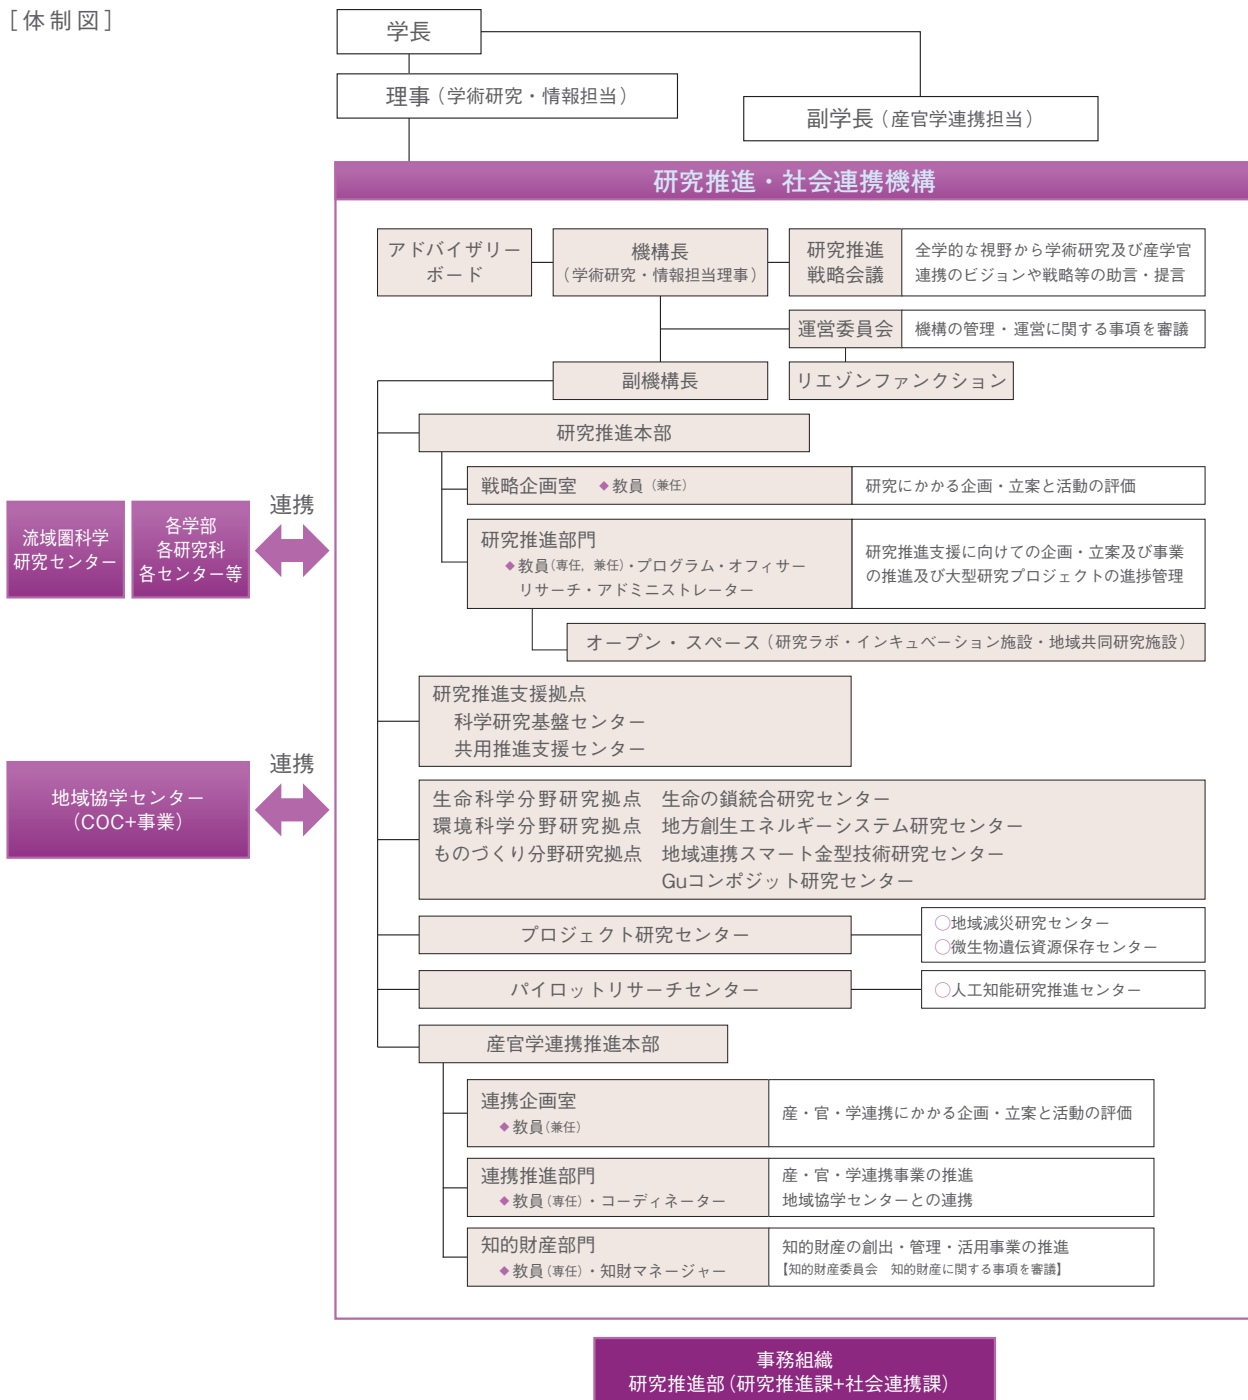 ［体制図］
学長
理事（学術研究・情報担当）
副学長（産官学連携担当）
研究推進・社会連携機構
アドバイザリー
ボード
機構長
（学術研究・情報担当理事）
研究推進
戦略会議
全学的な視野から学術研究及び産学官
連携のビジョンや戦略等の助言・提言
運営委員会
機構の管理・運営に関する事項を審議
副機構長
リエゾンファンクション
研究推進本部
戦略企画室 ◆教員（兼任）
研究にかかる企画・立案と活動の評価
研究推進部門
◆教員（専任，兼任）・プログラム・オフィサー
リサーチ・アドミニストレーター
研究推進支援に向けての企画・立案及び事業
の推進及び大型研究プロジェクトの進捗管理
オープン・スペース（研究ラボ・インキュベーション施設・地域共同研究施設）
流域圏科学
研究センター
各学部
各研究科
各センター等
連携
研究推進支援拠点
科学研究基盤センター
共用推進支援センター
地域協学センター
（COC+事業）
連携
生命科学分野研究拠点 生命の鎖統合研究センター
環境科学分野研究拠点 地方創生エネルギーシステム研究センター
ものづくり分野研究拠点 地域連携スマート金型技術研究センター
Guコンポジット研究センター
プロジェクト研究センター
○地域減災研究センター
○微生物遺伝資源保存センター
パイロットリサーチセンター
○人工知能研究推進センター
産官学連携推進本部
連携企画室
◆教員（兼任）
産・官・学連携にかかる企画・立案と活動の評価
連携推進部門
◆教員（専任）・コーディネーター
産・官・学連携事業の推進
地域協学センターとの連携
知的財産部門
◆教員（専任）・知財マネージャー
知的財産の創出・管理・活用事業の推進
【知的財産委員会 知的財産に関する事項を審議】
事務組織
研究推進部（研究推進課+社会連携課）